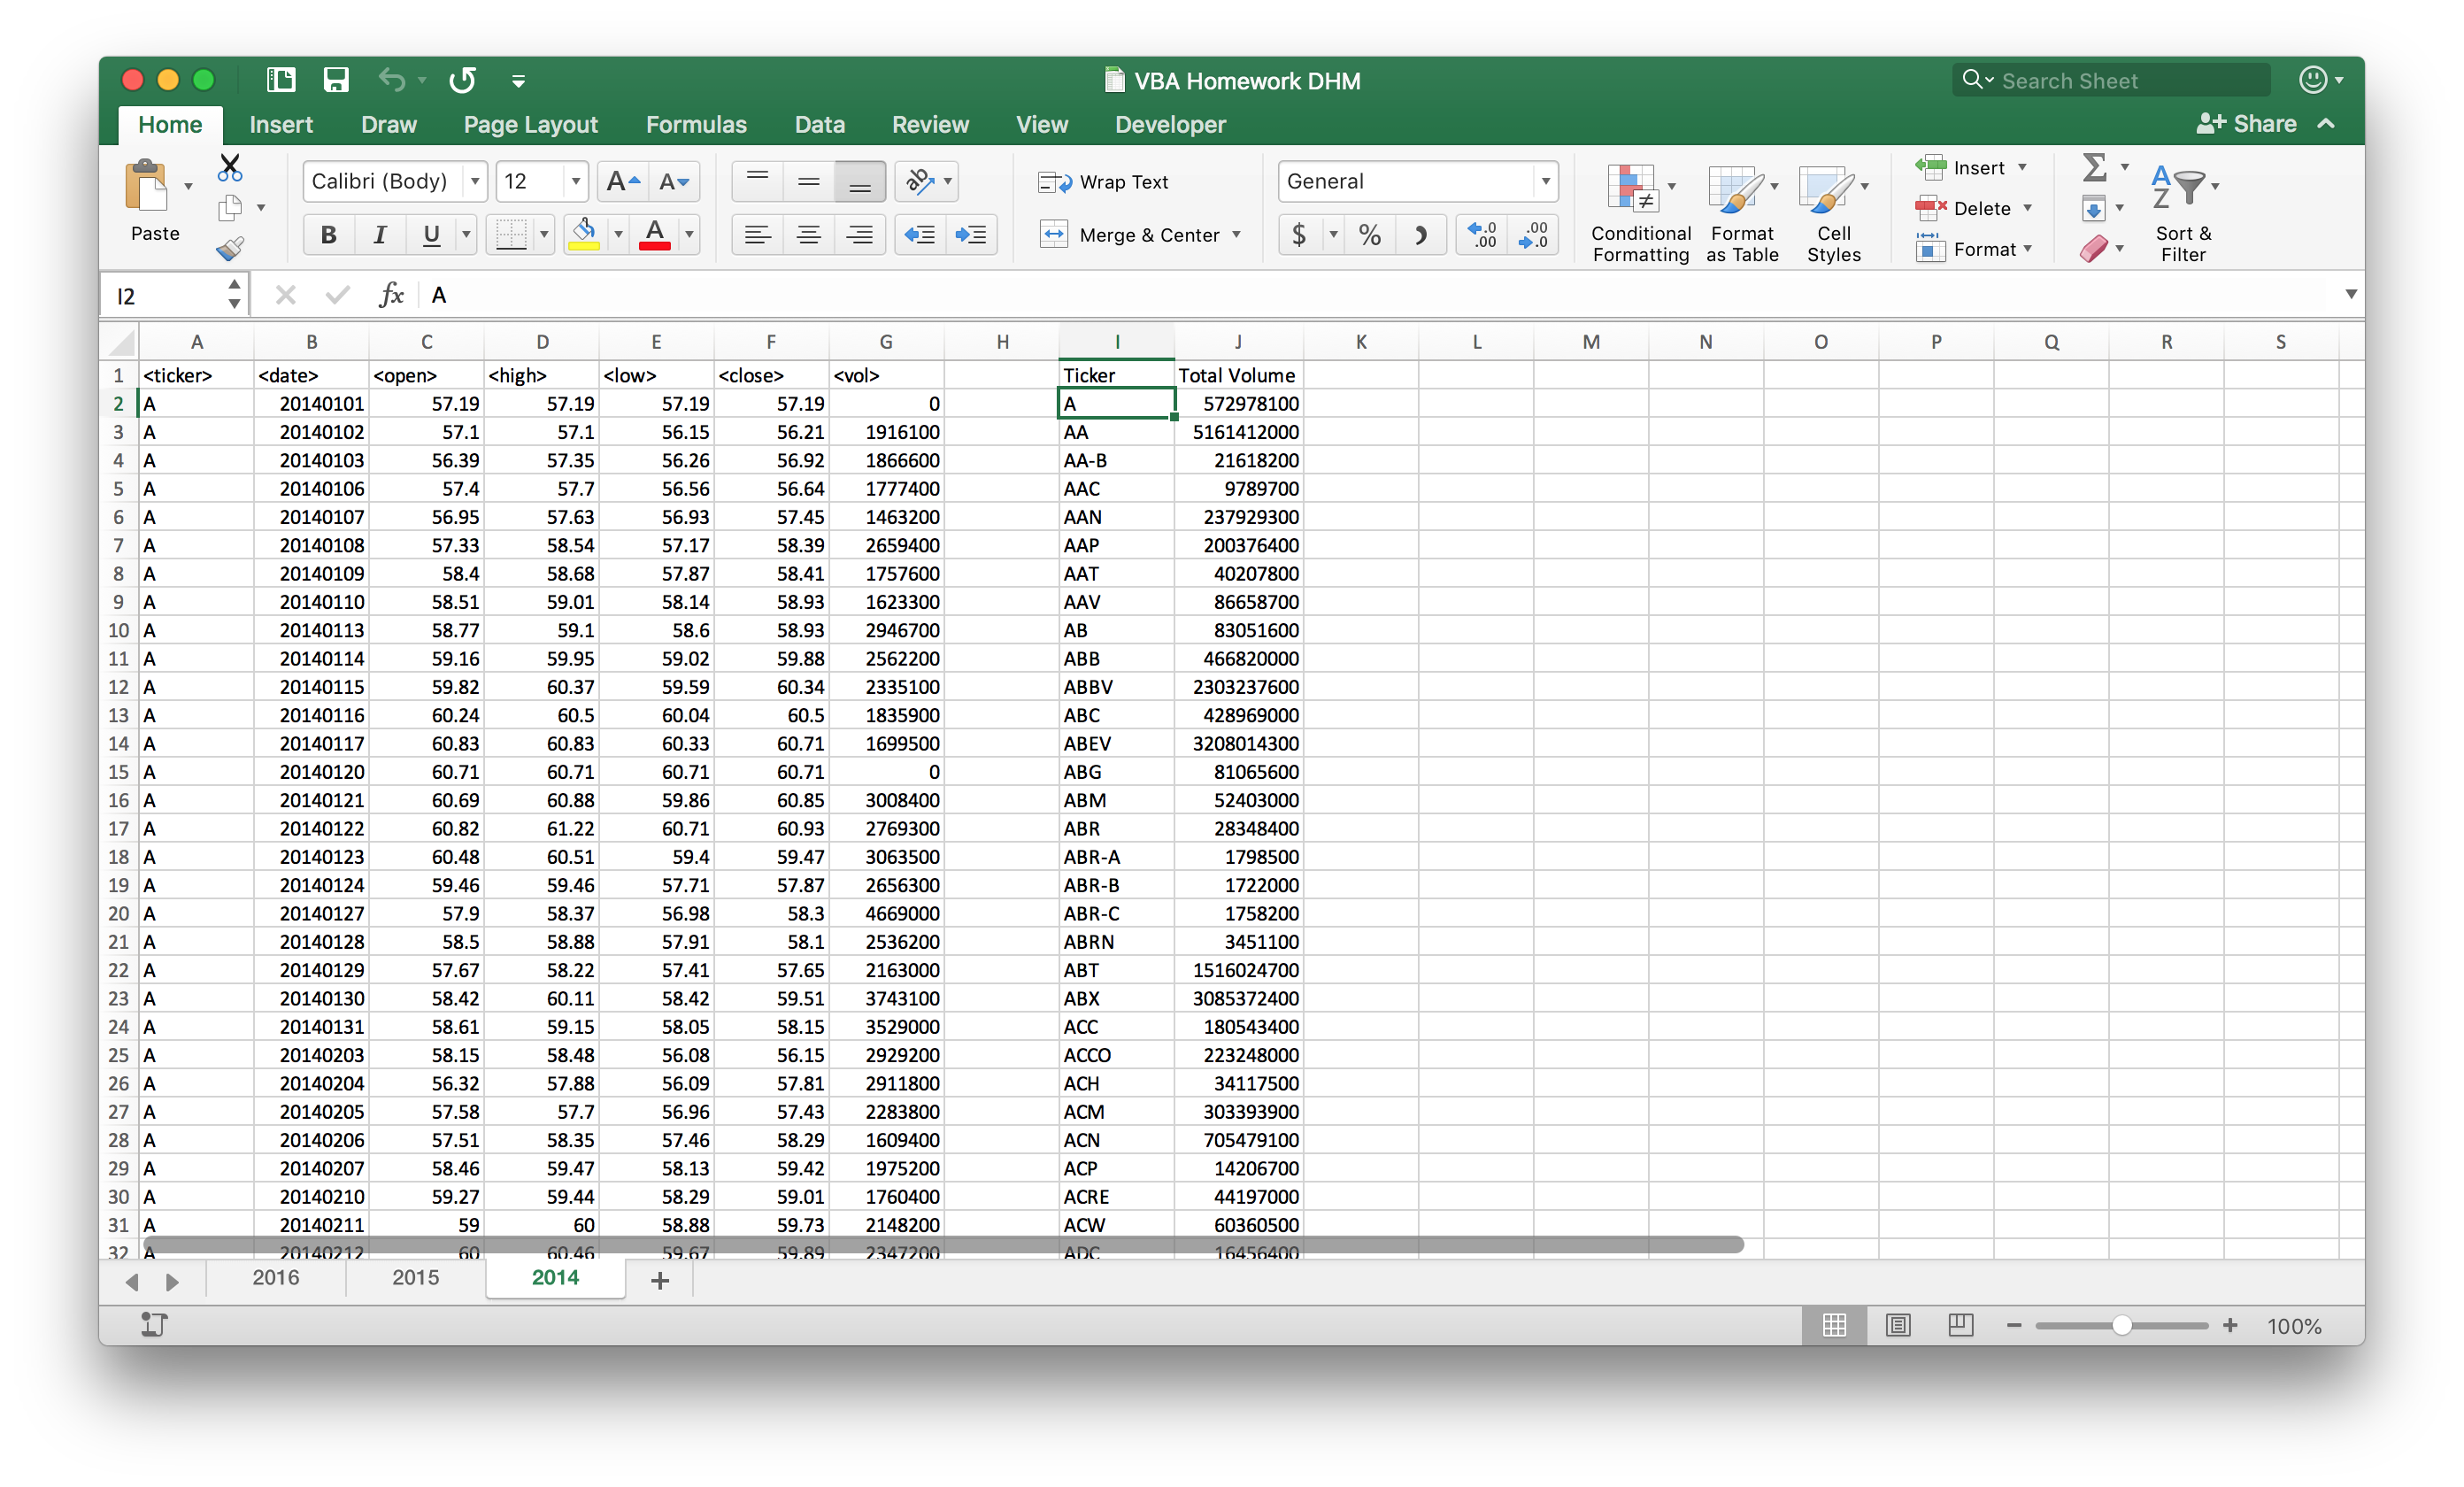 VBA Homework DHM
Search Sheet
Home Insert Draw Page Layout Formulas Data Review View Developer Share
Paste
Calibri (Body) 12
Wrap Text
Merge & Center
General
Conditional Formatting
Format as Table
Cell Styles
Insert
Delete
Format
Sort & Filter
I2 fx A
A B C D E F G H I J K L M N O P Q R S
1 <ticker> <date> <open> <high> <low> <close> <vol> Ticker Total Volume
2 A 20140101 57.19 57.19 57.19 57.19 0 A 572978100
3 A 20140102 57.1 57.1 56.15 56.21 1916100 AA 5161412000
4 A 20140103 56.39 57.35 56.26 56.92 1866600 AA-B 21618200
5 A 20140106 57.4 57.7 56.56 56.64 1777400 AAC 9789700
6 A 20140107 56.95 57.63 56.93 57.45 1463200 AAN 237929300
7 A 20140108 57.33 58.54 57.17 58.39 2659400 AAP 200376400
8 A 20140109 58.4 58.68 57.87 58.41 1757600 AAT 40207800
9 A 20140110 58.51 59.01 58.14 58.93 1623300 AAV 86658700
10 A 20140113 58.77 59.1 58.6 58.93 2946700 AB 83051600
11 A 20140114 59.16 59.95 59.02 59.88 2562200 ABB 466820000
12 A 20140115 59.82 60.37 59.59 60.34 2335100 ABBV 2303237600
13 A 20140116 60.24 60.5 60.04 60.5 1835900 ABC 428969000
14 A 20140117 60.83 60.83 60.33 60.71 1699500 ABEV 3208014300
15 A 20140120 60.71 60.71 60.71 60.71 0 ABG 81065600
16 A 20140121 60.69 60.88 59.86 60.85 3008400 ABM 52403000
17 A 20140122 60.82 61.22 60.71 60.93 2769300 ABR 28348400
18 A 20140123 60.48 60.51 59.4 59.47 3063500 ABR-A 1798500
19 A 20140124 59.46 59.46 57.71 57.87 2656300 ABR-B 1722000
20 A 20140127 57.9 58.37 56.98 58.3 4669000 ABR-C 1758200
21 A 20140128 58.5 58.88 57.91 58.1 2536200 ABRN 3451100
22 A 20140129 57.67 58.22 57.41 57.65 2163000 ABT 1516024700
23 A 20140130 58.42 60.11 58.42 59.51 3743100 ABX 3085372400
24 A 20140131 58.61 59.15 58.05 58.15 3529000 ACC 180543400
25 A 20140203 58.15 58.48 56.08 56.15 2929200 ACCO 223248000
26 A 20140204 56.32 57.88 56.09 57.81 2911800 ACH 34117500
27 A 20140205 57.58 57.7 56.96 57.43 2283800 ACM 303393900
28 A 20140206 57.51 58.35 57.46 58.29 1609400 ACN 705479100
29 A 20140207 58.46 59.47 58.13 59.42 1975200 ACP 14206700
30 A 20140210 59.27 59.44 58.29 59.01 1760400 ACRE 44197000
31 A 20140211 59 60 58.88 59.73 2148200 ACW 60360500
32 A 20140212 60 60.46 59.67 59.89 2347200 ADC 16456400
2016 2015 2014
100%